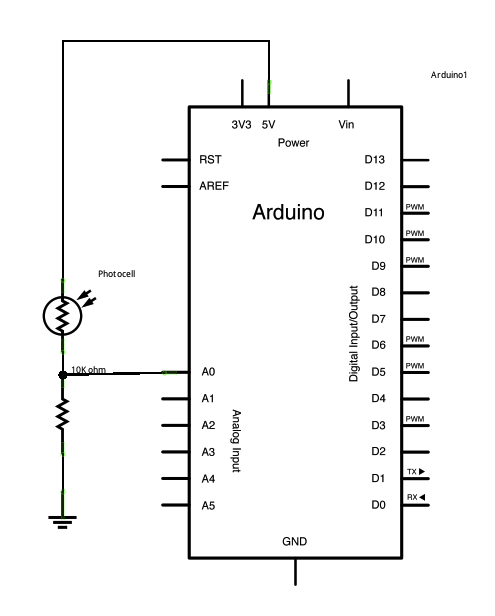 Arduino1
3V3 5V Vin
Power
RST D13
AREF D12
Arduino
D11 PWM
D10 PWM
D9 PWM
Photocell
D8
D7
Digital Input/Output
D6 PWM
10K ohm
A0 D5 PWM
A1 D4
Analog Input
A2 D3 PWM
A3 D2
A4 D1 TX ▶
A5 D0 RX ◀
GND